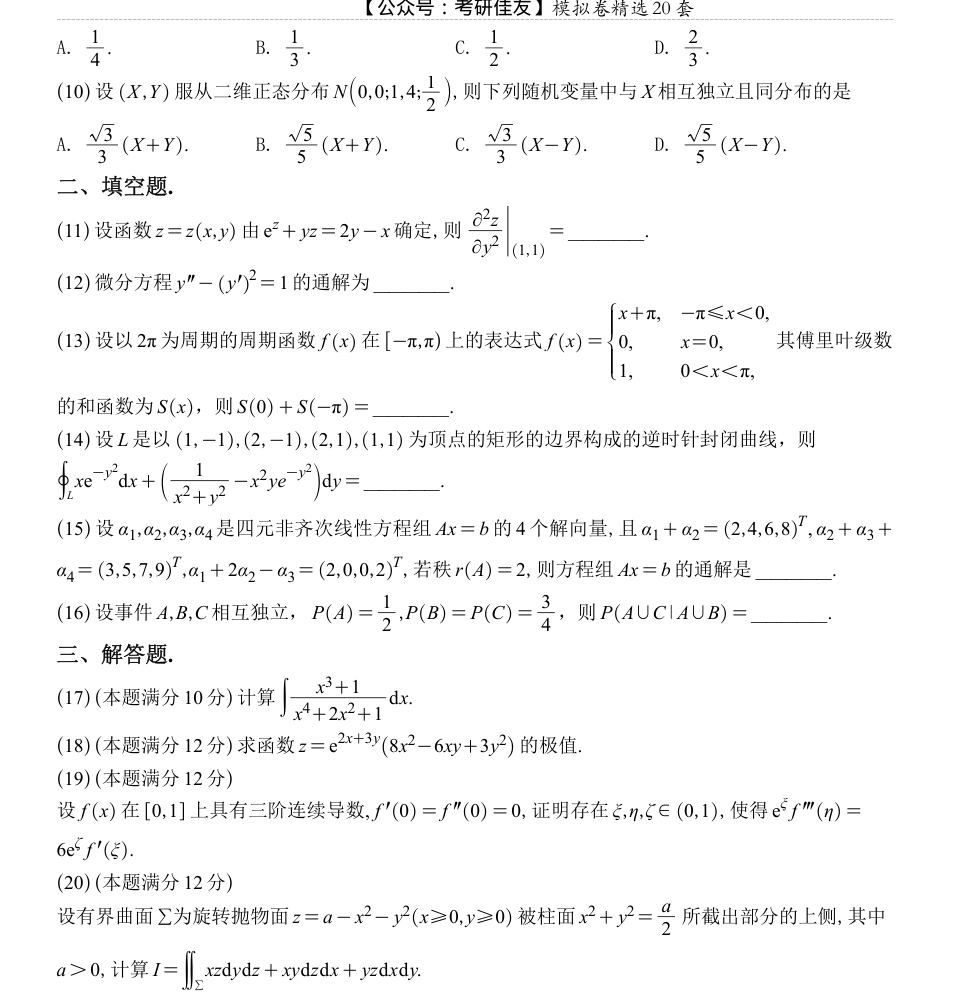 【公众号:考研佳友】模拟卷精选20套
A. 1/4. B. 1/3. C. 1/2. D. 2/3.
(10) 设 (X,Y) 服从二维正态分布 N(0,0;1,4;1/2), 则下列随机变量中与 X 相互独立且同分布的是
A. √3/3 (X+Y). B. √5/5 (X+Y). C. √3/3 (X−Y). D. √5/5 (X−Y).
二、填空题.
(11) 设函数 z=z(x,y) 由 e^z+yz=2y−x 确定, 则 ∂²z/∂y²|_(1,1) =________.
(12) 微分方程 y″−(y′)²=1 的通解为 ________.
(13) 设以 2π 为周期的周期函数 f(x) 在 [−π,π) 上的表达式 f(x)={x+π, −π⩽x<0, 0, x=0, 1, 0<x<π, 其傅里叶级数
的和函数为 S(x), 则 S(0)+S(−π)=________.
(14) 设 L 是以 (1,−1),(2,−1),(2,1),(1,1) 为顶点的矩形的边界构成的逆时针封闭曲线, 则
∮_L xe^(−y²)dx+(1/(x²+y²)−x²ye^(−y²))dy=________.
(15) 设 α₁,α₂,α₃,α₄ 是四元非齐次线性方程组 Ax=b 的 4 个解向量, 且 α₁+α₂=(2,4,6,8)^T,α₂+α₃+
α₄=(3,5,7,9)^T,α₁+2α₂−α₃=(2,0,0,2)^T, 若秩 r(A)=2, 则方程组 Ax=b 的通解是 ________.
(16) 设事件 A,B,C 相互独立, P(A)=1/2,P(B)=P(C)=3/4, 则 P(A∪C|A∪B)=________.
三、解答题.
(17) (本题满分 10 分) 计算 ∫(x³+1)/(x⁴+2x²+1)dx.
(18) (本题满分 12 分) 求函数 z=e^(2x+3y)(8x²−6xy+3y²) 的极值.
(19) (本题满分 12 分)
设 f(x) 在 [0,1] 上具有三阶连续导数, f′(0)=f″(0)=0, 证明存在 ξ,η,ζ∈(0,1), 使得 e^ξ f‴(η)=
6e^ζ f′(ξ).
(20) (本题满分 12 分)
设有界曲面 Σ为旋转抛物面 z=a−x²−y²(x⩾0,y⩾0) 被柱面 x²+y²=a/2 所截出部分的上侧, 其中
a>0, 计算 I=∬_Σ xzdydz+xydzdx+yzdxdy.